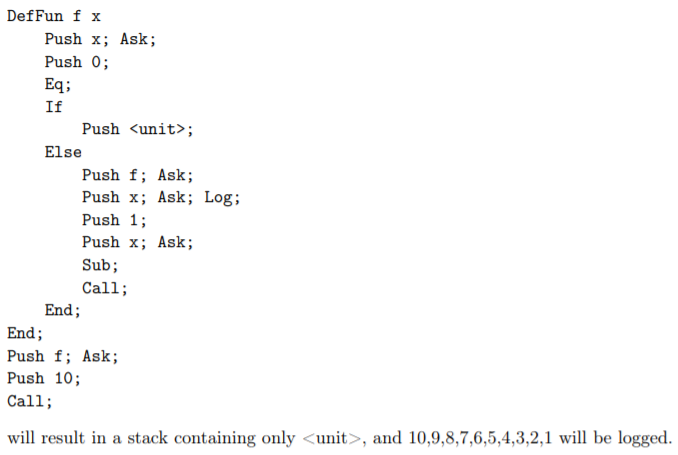 DefFun f x
Push x; Ask;
Push 0;
Eq;
If
Push <unit>;
Else
Push f; Ask;
Push x; Ask; Log;
Push 1;
Push x; Ask;
Sub;
Call;
End;
End;
Push f; Ask;
Push 10;
Call;
will result in a stack containing only <unit>, and 10,9,8,7,6,5,4,3,2,1 will be logged.